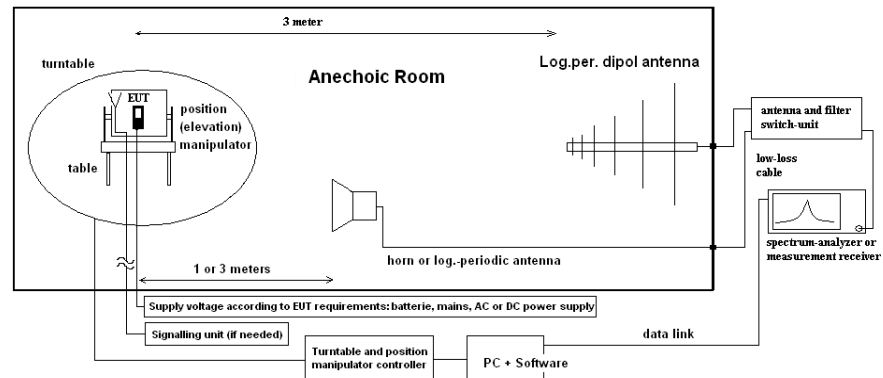 3 meter
turntable
Anechoic Room
Log.per. dipol antenna
EUT
position
(elevation)
manipulator
table
antenna and filter
switch-unit
low-loss
cable
spectrum-analyzer or
measurement receiver
horn or log.-periodic antenna
1 or 3 meters
Supply voltage according to EUT requirements: batterie, mains, AC or DC power supply
Signalling unit (if needed)
data link
Turntable and position
manipulator controller
PC + Software